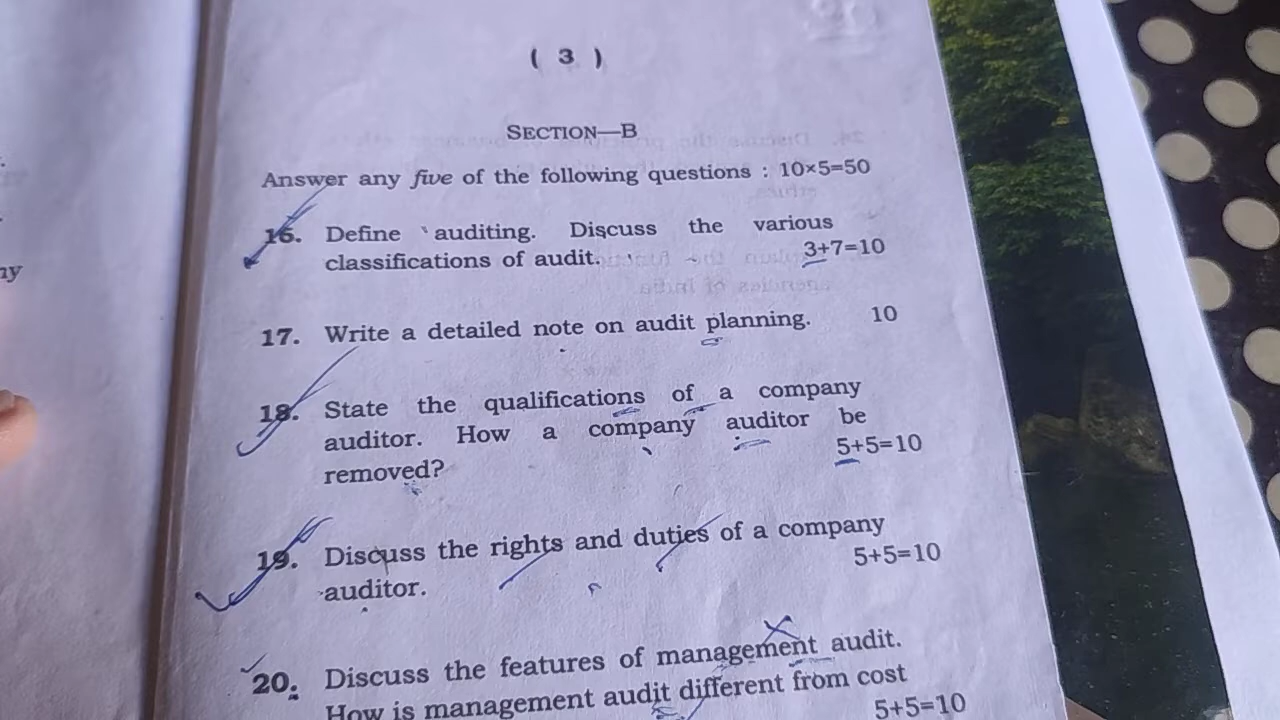 ( 3 )
SECTION—B
Answer any five of the following questions : 10×5=50
16. Define auditing. Discuss the various
classifications of audit. 3+7=10
17. Write a detailed note on audit planning. 10
18. State the qualifications of a company
auditor. How a company auditor be
removed? 5+5=10
19. Discuss the rights and duties of a company
auditor. 5+5=10
20. Discuss the features of management audit.
How is management audit different from cost
5+5=10